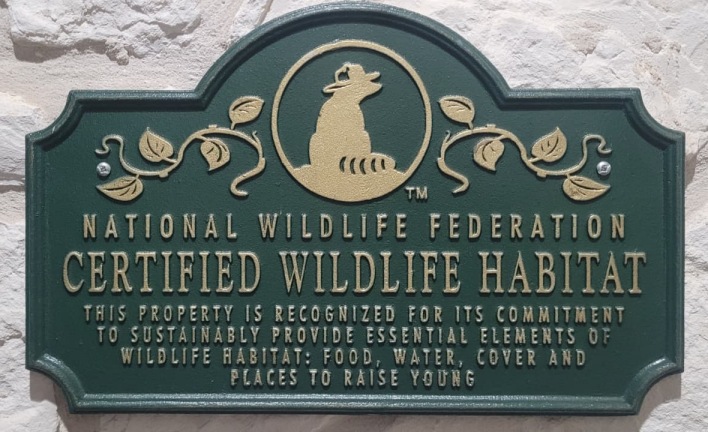 TM
NATIONAL WILDLIFE FEDERATION
CERTIFIED WILDLIFE HABITAT
THIS PROPERTY IS RECOGNIZED FOR ITS COMMITMENT
TO SUSTAINABLY PROVIDE ESSENTIAL ELEMENTS OF
WILDLIFE HABITAT: FOOD, WATER, COVER AND
PLACES TO RAISE YOUNG